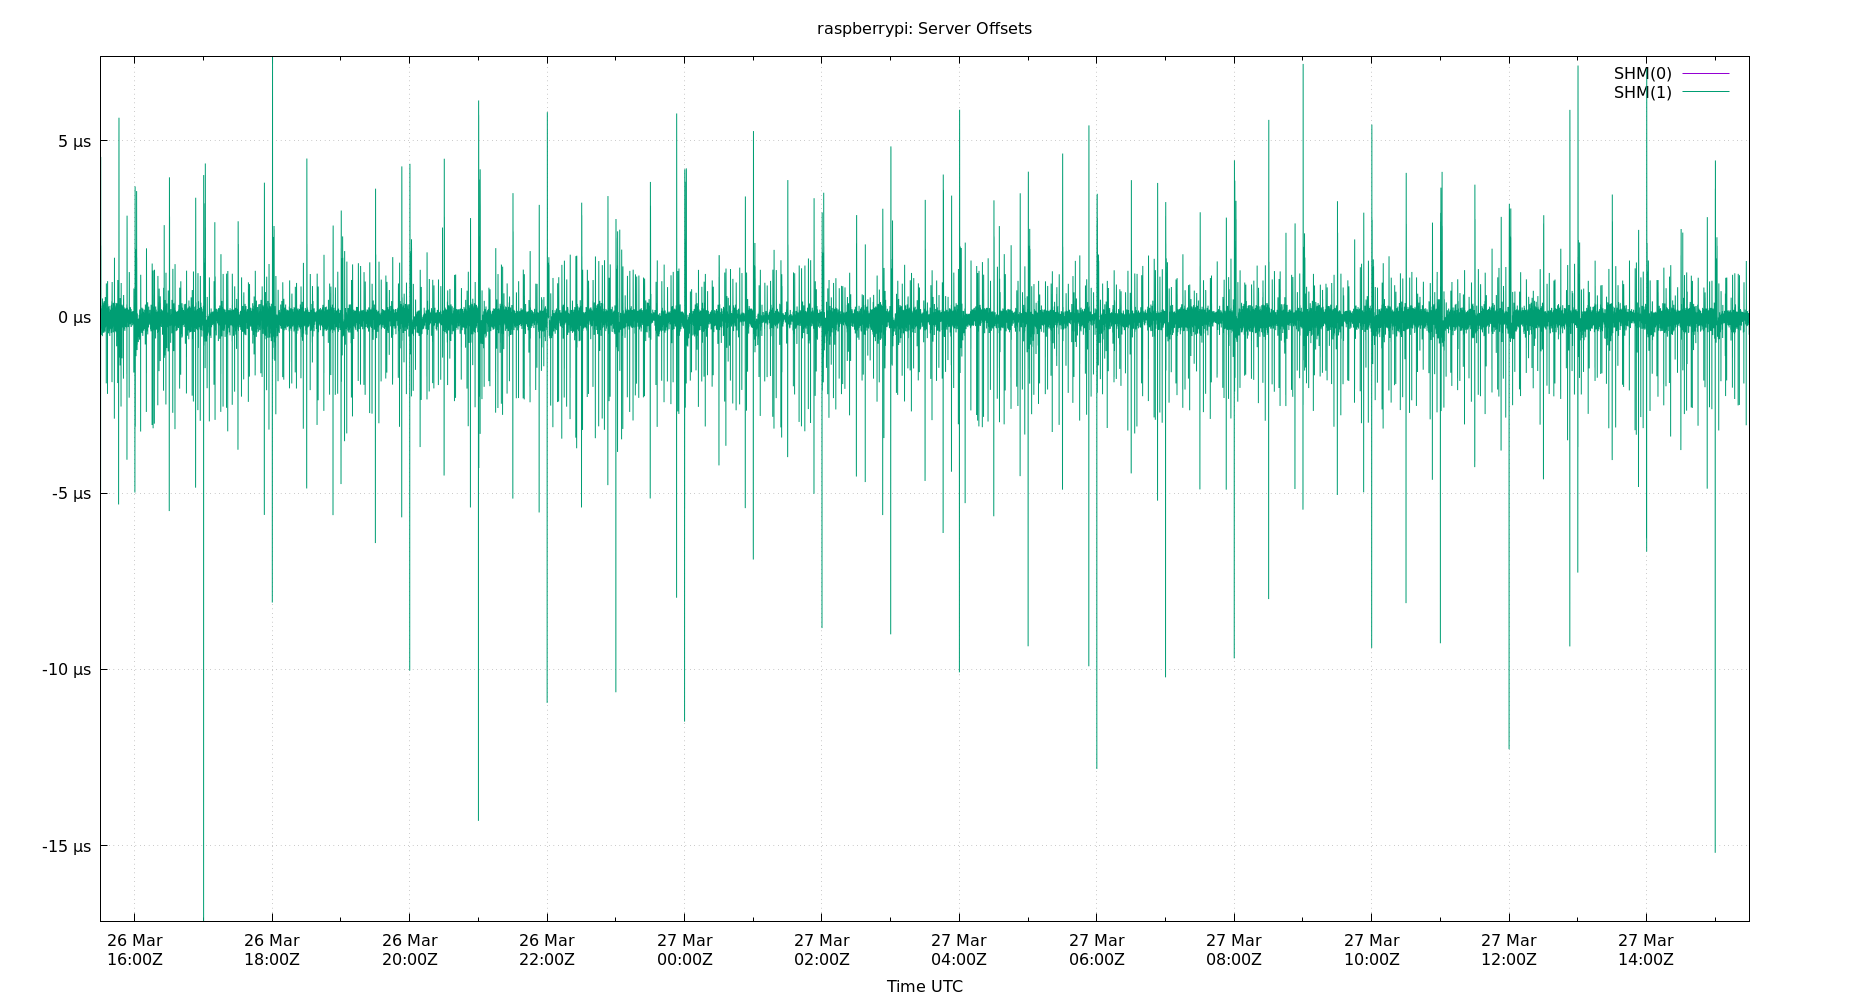 raspberrypi: Server Offsets
SHM(0)
SHM(1)
5 µs
0 µs
-5 µs
-10 µs
-15 µs
26 Mar 26 Mar 26 Mar 26 Mar 27 Mar 27 Mar 27 Mar 27 Mar 27 Mar 27 Mar 27 Mar 27 Mar
16:00Z 18:00Z 20:00Z 22:00Z 00:00Z 02:00Z 04:00Z 06:00Z 08:00Z 10:00Z 12:00Z 14:00Z
Time UTC